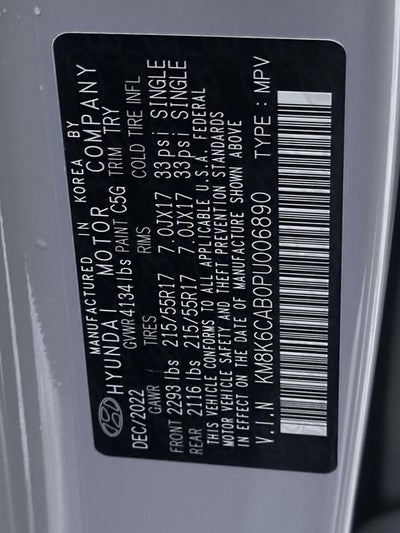 MANUFACTURED IN KOREA BY
HYUNDAI MOTOR COMPANY
DEC/2022 GVWR 4134 lbs PAINT C5G TRIM TRY
GAWR TIRES RIMS COLD TIRE INFL
FRONT 2293 lbs 215/55R17 7.0JX17 33psi SINGLE
REAR 2116 lbs 215/55R17 7.0JX17 33psi SINGLE
THIS VEHICLE CONFORMS TO ALL APPLICABLE U.S.A. FEDERAL
MOTOR VEHICLE SAFETY AND THEFT PREVENTION STANDARDS
IN EFFECT ON THE DATE OF MANUFACTURE SHOWN ABOVE
V.I.N KM8K6CAB0PU006890 TYPE : MPV